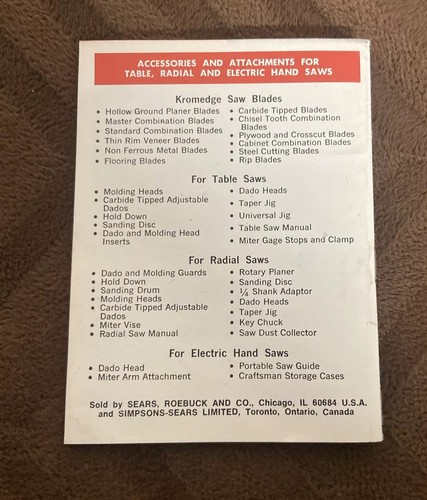 ACCESSORIES AND ATTACHMENTS FOR
TABLE, RADIAL AND ELECTRIC HAND SAWS
Kromedge Saw Blades
• Hollow Ground Planer Blades
• Master Combination Blades
• Standard Combination Blades
• Thin Rim Veneer Blades
• Non Ferrous Metal Blades
• Flooring Blades
• Carbide Tipped Blades
• Chisel Tooth Combination
Blades
• Plywood and Crosscut Blades
• Cabinet Combination Blades
• Steel Cutting Blades
• Rip Blades
For Table Saws
• Molding Heads
• Carbide Tipped Adjustable
Dados
• Hold Down
• Sanding Disc
• Dado and Molding Head
Inserts
• Dado Heads
• Taper Jig
• Universal Jig
• Table Saw Manual
• Miter Gage Stops and Clamp
For Radial Saws
• Dado and Molding Guards
• Hold Down
• Sanding Drum
• Molding Heads
• Carbide Tipped Adjustable
Dados
• Miter Vise
• Radial Saw Manual
• Rotary Planer
• Sanding Disc
• ¼ Shank Adaptor
• Dado Heads
• Taper Jig
• Key Chuck
• Saw Dust Collector
For Electric Hand Saws
• Dado Head
• Miter Arm Attachment
• Portable Saw Guide
• Craftsman Storage Cases
Sold by SEARS, ROEBUCK AND CO., Chicago, IL 60684 U.S.A.
and SIMPSONS-SEARS LIMITED, Toronto, Ontario, Canada